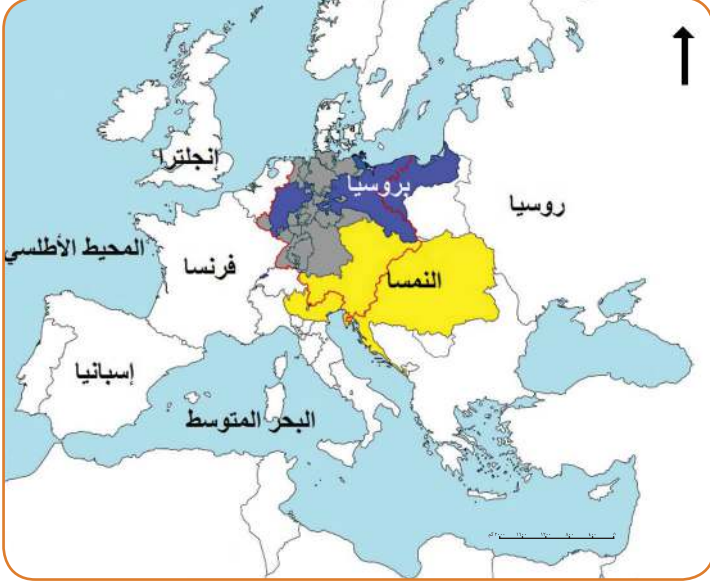 إنجلترا
بروسيا
روسيا
المحيط الأطلسي
فرنسا
النمسا
إسبانيا
البحر المتوسط